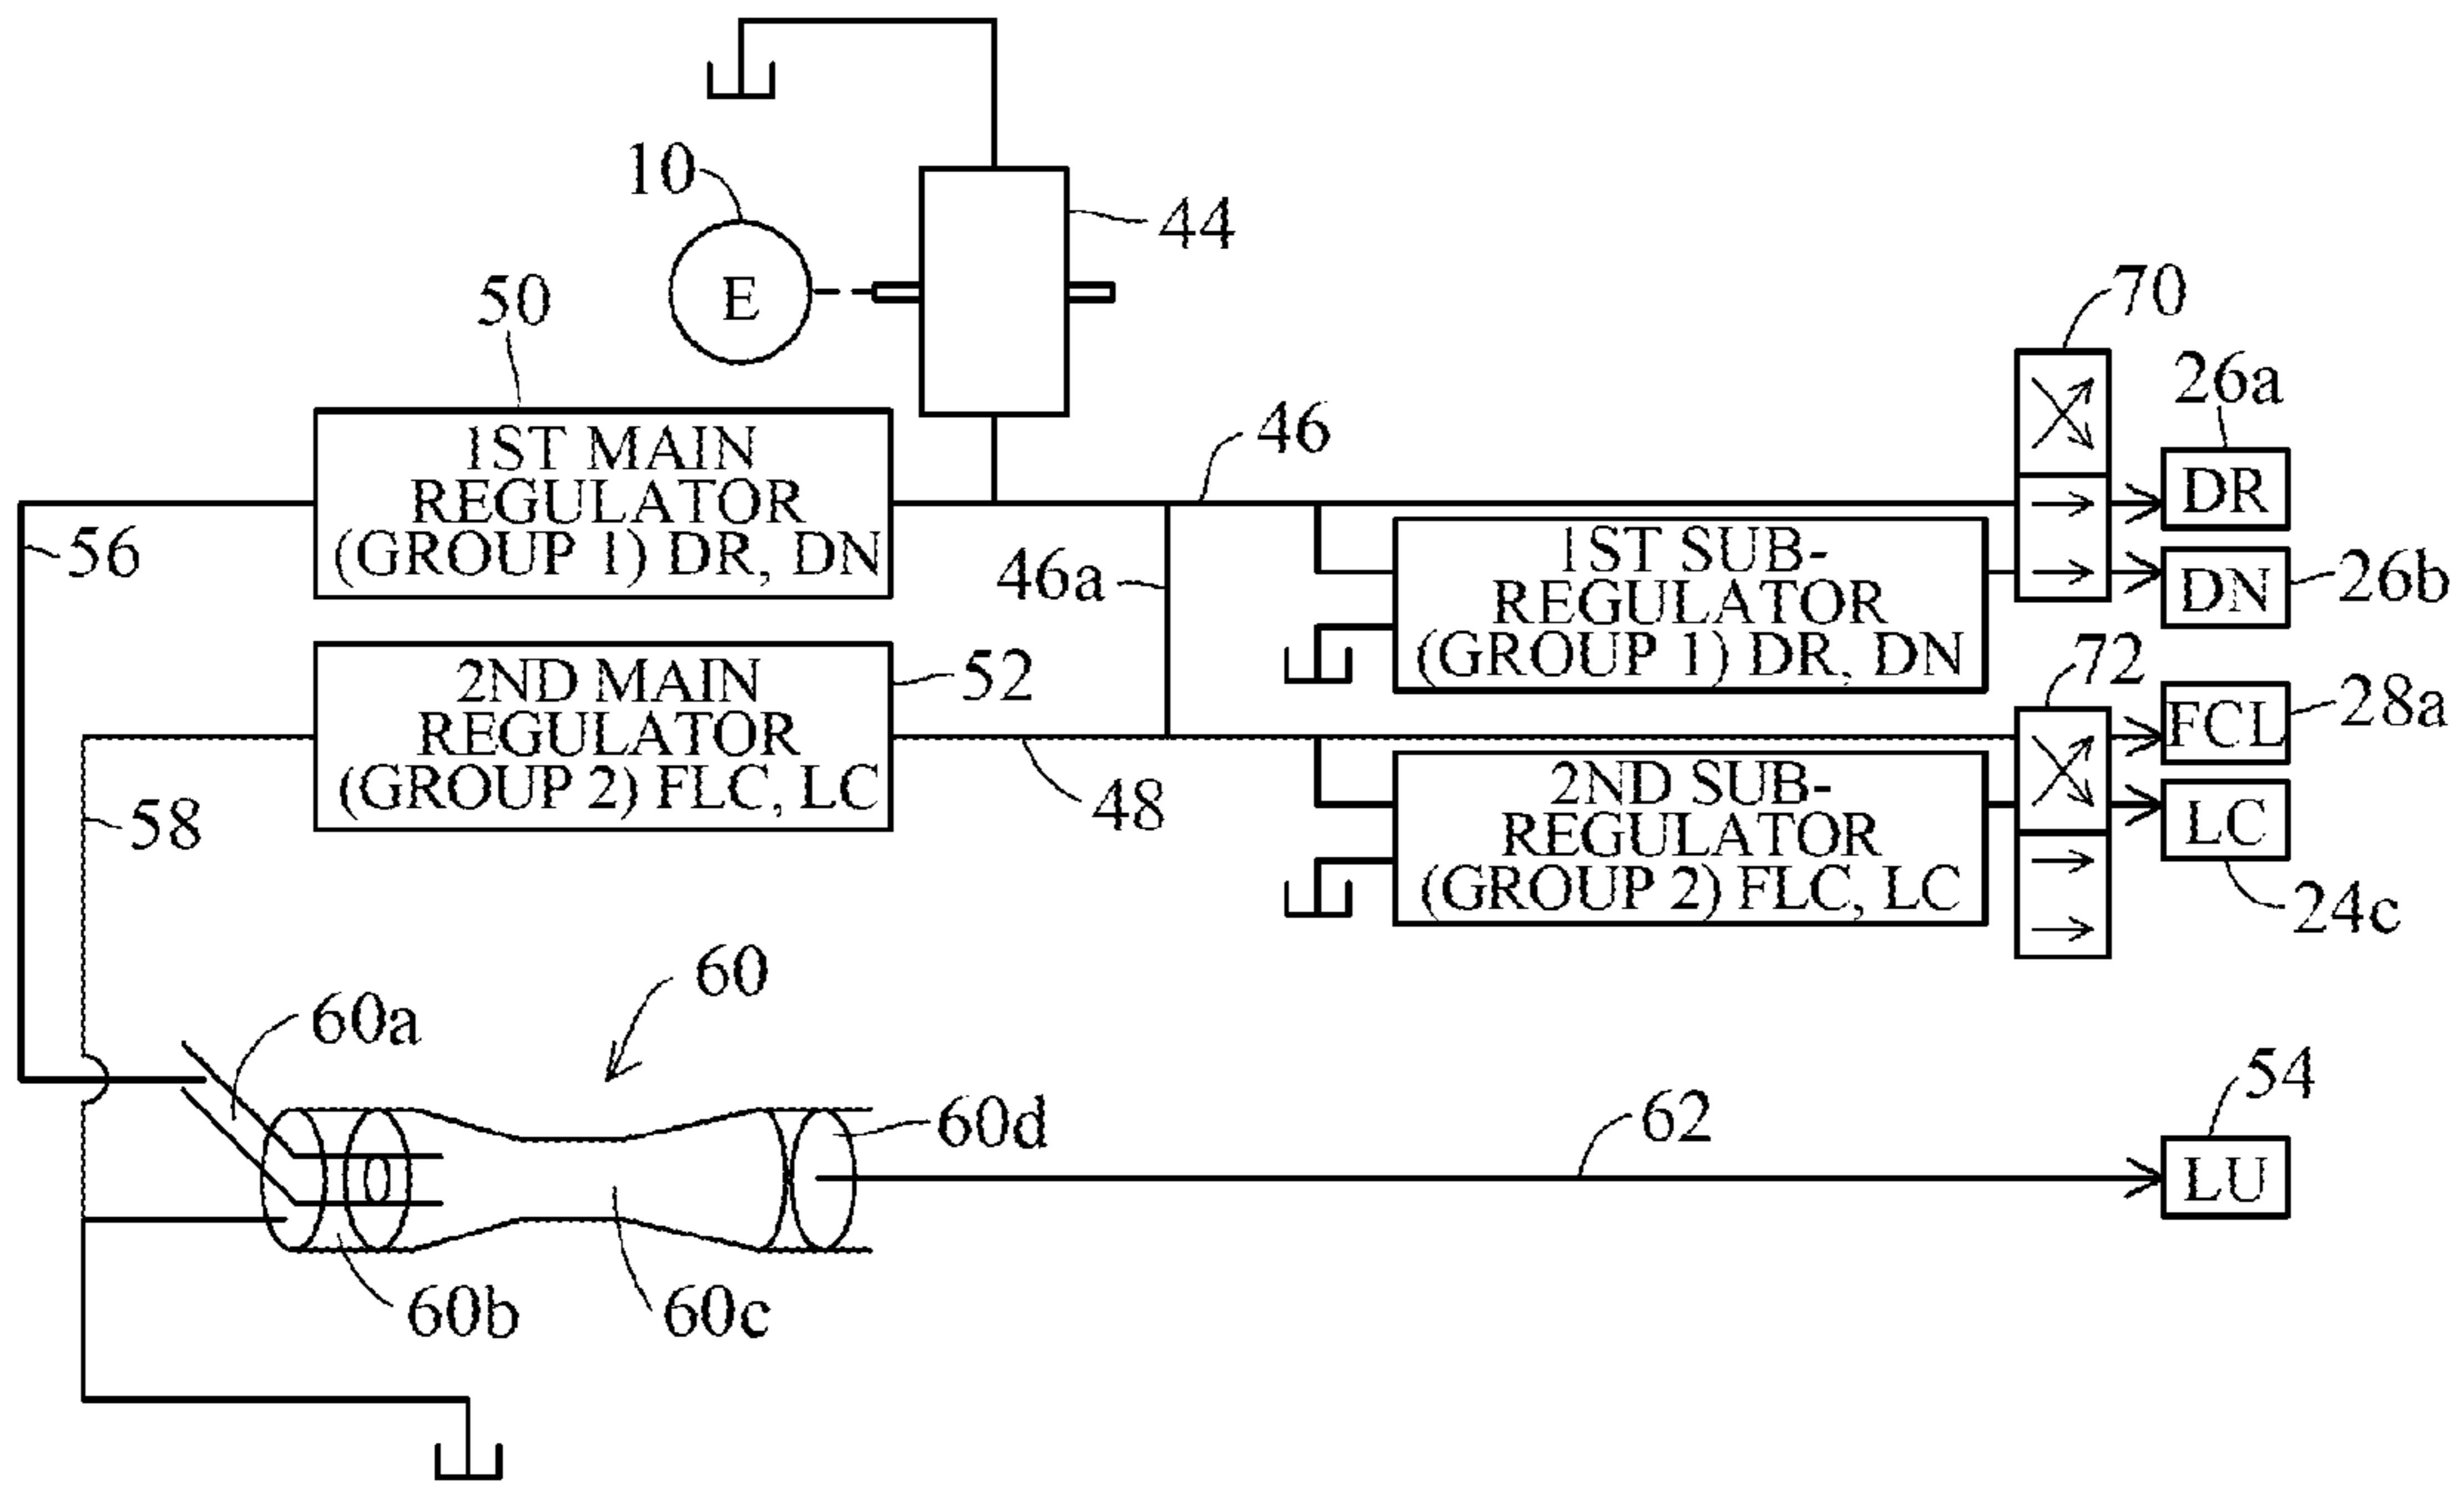 10
E
44
50
1ST MAIN
REGULATOR
(GROUP 1) DR, DN
46
70
26a
DR
56
46a
1ST SUB-
REGULATOR
(GROUP 1) DR, DN
DN
26b
2ND MAIN
REGULATOR
(GROUP 2) FLC, LC
52
72
FCL
28a
58
48
2ND SUB-
REGULATOR
(GROUP 2) FLC, LC
LC
24c
60
60a
60d
62
54
LU
60b
60c